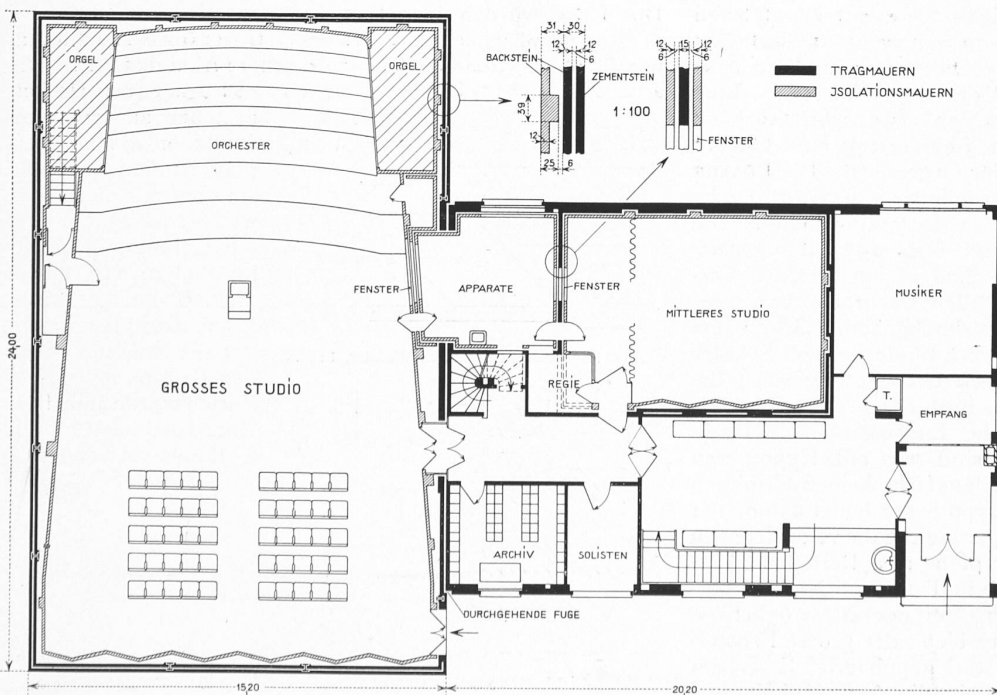 31 30
12 12
6
12 15 12
6 6
ORGEL
ORGEL
BACKSTEIN
ZEMENTSTEIN
TRAGMAUERN
JSOLATIONSMAUERN
39
1:100
12
25 6
FENSTER
ORCHESTER
24,00
FENSTER
APPARATE
FENSTER
MITTLERES STUDIO
MUSIKER
GROSSES STUDIO
REGIE
T.
EMPFANG
ARCHIV
SOLISTEN
DURCHGEHENDE FUGE
15,20
20,20